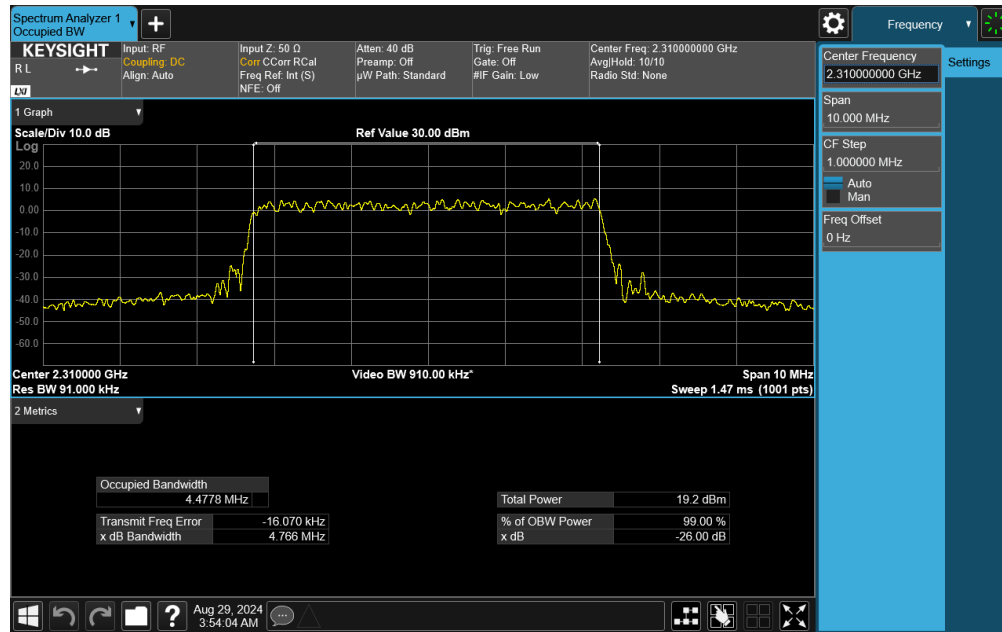 Spectrum Analyzer 1
Occupied BW
Frequency
KEYSIGHT
R L
LXI
Input: RF
Coupling: DC
Align: Auto
Input Z: 50 Ω
Corr CCorr RCal
Freq Ref: Int (S)
NFE: Off
Atten: 40 dB
Preamp: Off
µW Path: Standard
Trig: Free Run
Gate: Off
#IF Gain: Low
Center Freq: 2.310000000 GHz
Avg|Hold: 10/10
Radio Std: None
Center Frequency
2.310000000 GHz
Settings
Span
10.000 MHz
CF Step
1.000000 MHz
Auto
Man
Freq Offset
0 Hz
1 Graph
Scale/Div 10.0 dB
Ref Value 30.00 dBm
Log
20.0
10.0
0.00
-10.0
-20.0
-30.0
-40.0
-50.0
-60.0
Center 2.310000 GHz
Video BW 910.00 kHz*
Span 10 MHz
Res BW 91.000 kHz
Sweep 1.47 ms (1001 pts)
2 Metrics
Occupied Bandwidth
4.4778 MHz
Total Power 19.2 dBm
Transmit Freq Error -16.070 kHz
% of OBW Power 99.00 %
x dB Bandwidth 4.766 MHz
x dB -26.00 dB
?
Aug 29, 2024
3:54:04 AM